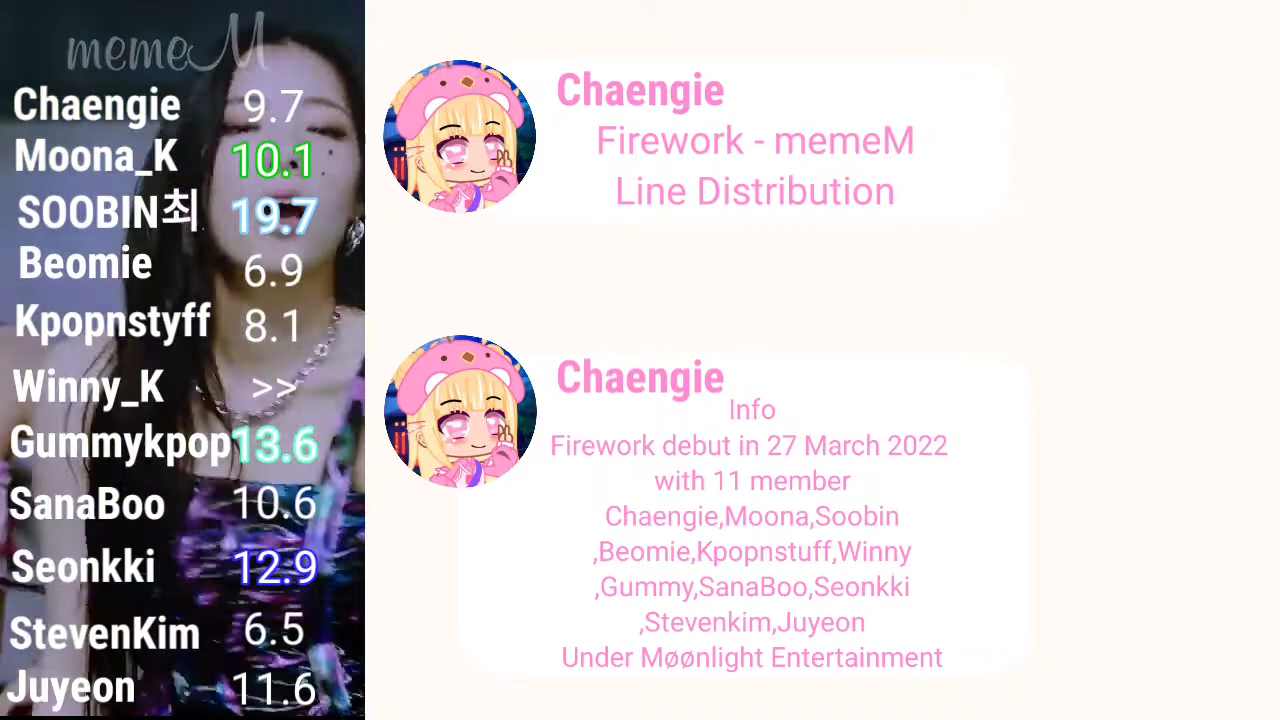 memeM
Chaengie 9.7
Moona_K 10.1
SOOBIN최 19.7
Beomie 6.9
Kpopnstyff 8.1
Winny_K >>
Gummykpop 13.6
SanaBoo 10.6
Seonkki 12.9
StevenKim 6.5
Juyeon 11.6
Chaengie
Firework - memeM
Line Distribution
Chaengie
Info
Firework debut in 27 March 2022
with 11 member
Chaengie,Moona,Soobin
,Beomie,Kpopnstuff,Winny
,Gummy,SanaBoo,Seonkki
,Stevenkim,Juyeon
Under Møønlight Entertainment